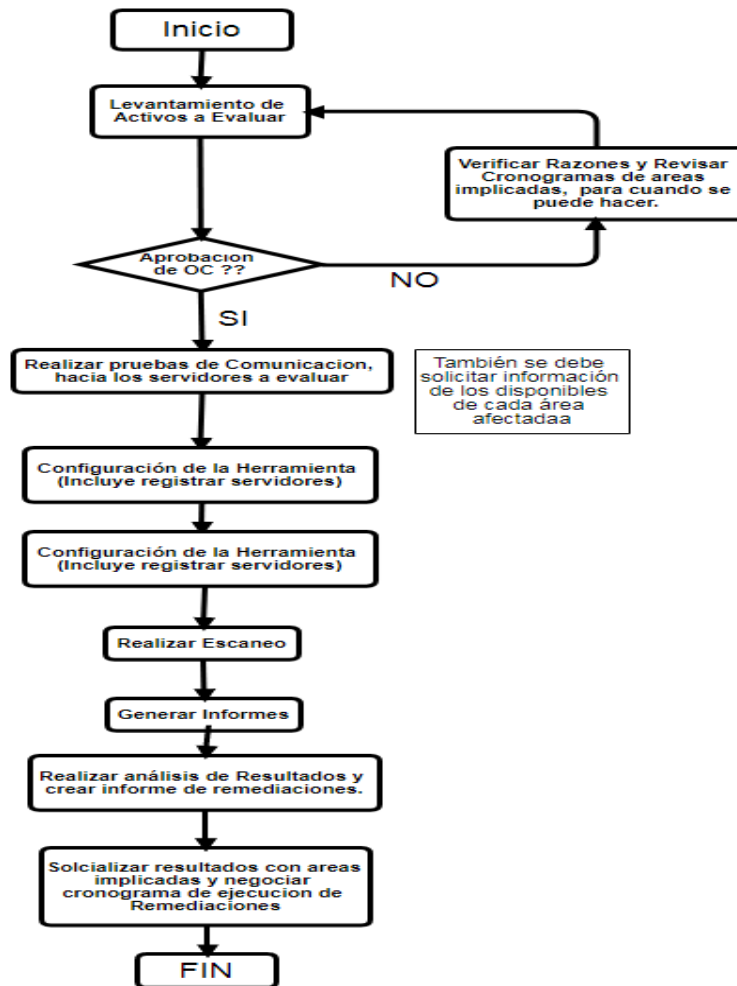 Inicio
Levantamiento de
Activos a Evaluar
Verificar Razones y Revisar
Cronogramas de areas
implicadas, para cuando se
puede hacer.
Aprobacion
de OC ??
NO
SI
Realizar pruebas de Comunicacion,
hacia los servidores a evaluar
También se debe
solicitar información
de los disponibles
de cada área
afectadaa
Configuración de la Herramienta
(Incluye registrar servidores)
Configuración de la Herramienta
(Incluye registrar servidores)
Realizar Escaneo
Generar Informes
Realizar análisis de Resultados y
crear informe de remediaciones.
Solcializar resultados con areas
implicadas y negociar
cronograma de ejecucion de
Remediaciones
FIN